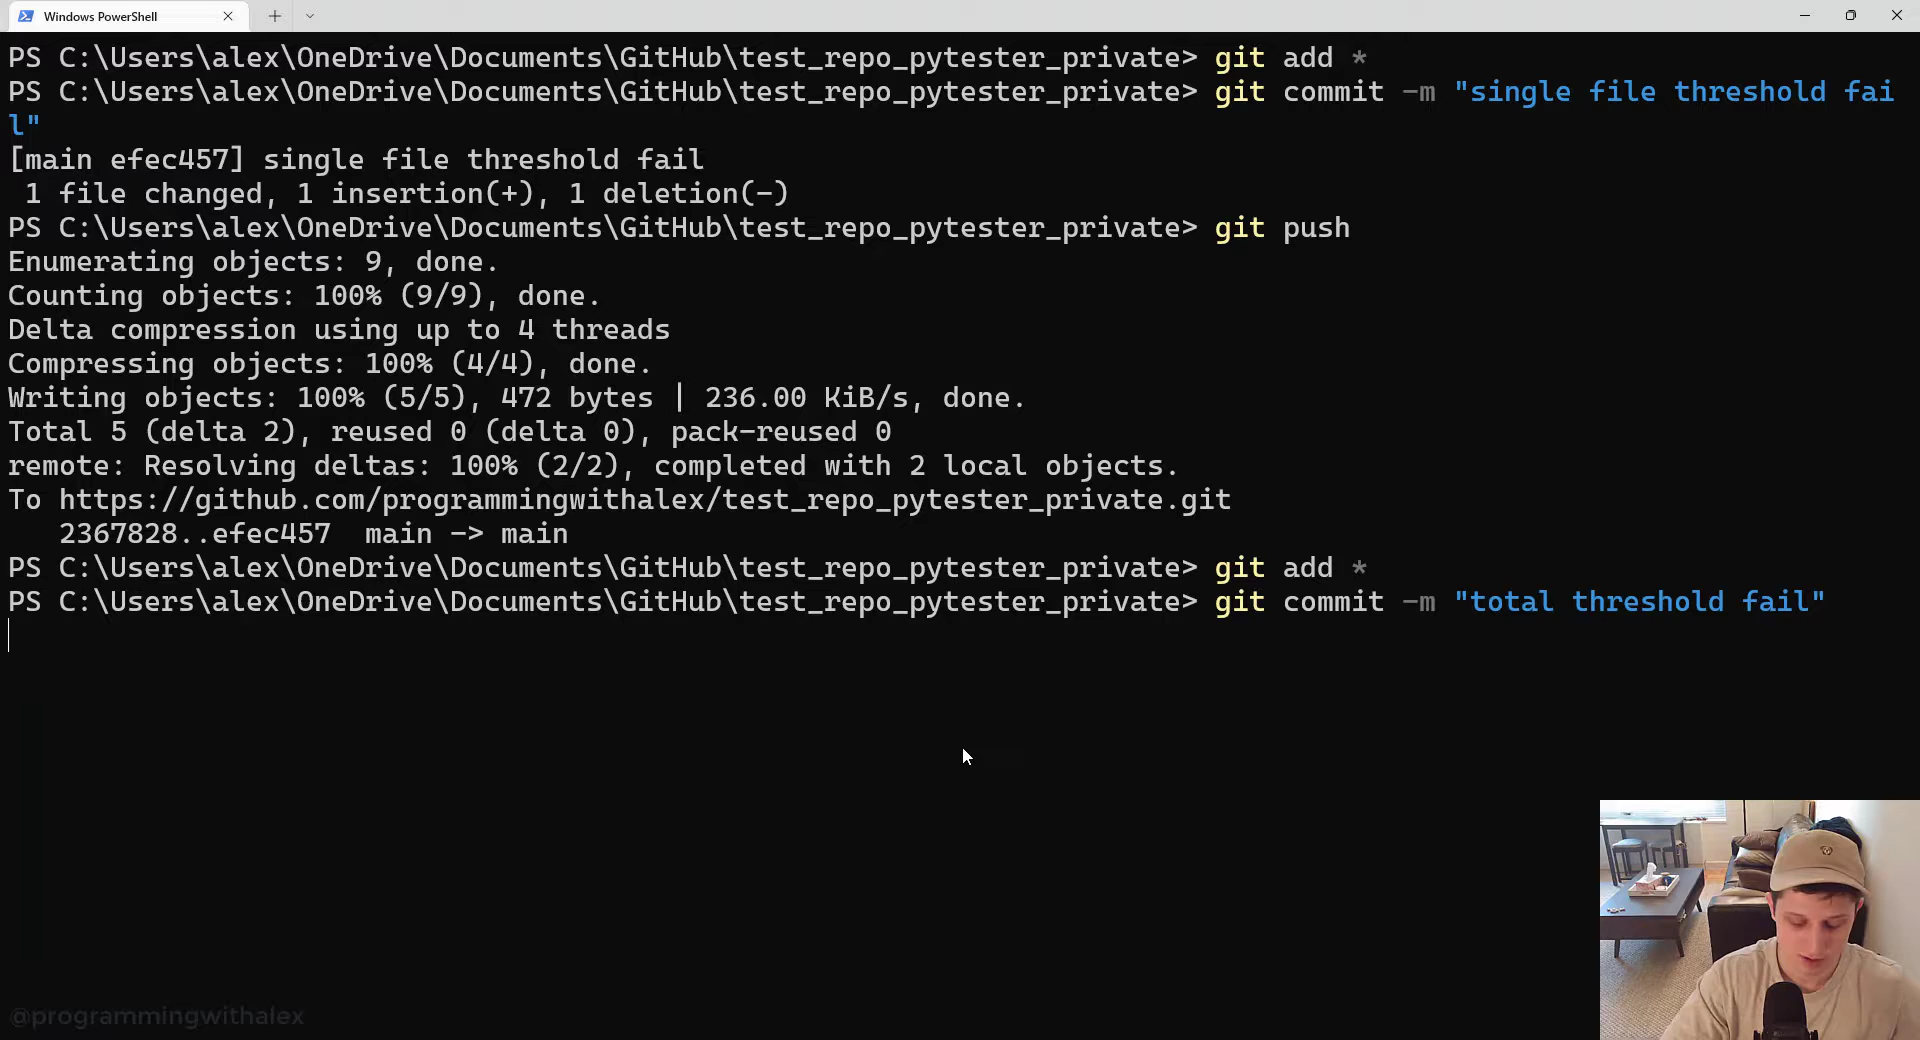 Windows PowerShell
PS C:\Users\alex\OneDrive\Documents\GitHub\test_repo_pytester_private> git add *
PS C:\Users\alex\OneDrive\Documents\GitHub\test_repo_pytester_private> git commit -m "single file threshold fai
l"
[main efec457] single file threshold fail
 1 file changed, 1 insertion(+), 1 deletion(-)
PS C:\Users\alex\OneDrive\Documents\GitHub\test_repo_pytester_private> git push
Enumerating objects: 9, done.
Counting objects: 100% (9/9), done.
Delta compression using up to 4 threads
Compressing objects: 100% (4/4), done.
Writing objects: 100% (5/5), 472 bytes | 236.00 KiB/s, done.
Total 5 (delta 2), reused 0 (delta 0), pack-reused 0
remote: Resolving deltas: 100% (2/2), completed with 2 local objects.
To https://github.com/programmingwithalex/test_repo_pytester_private.git
   2367828..efec457  main -> main
PS C:\Users\alex\OneDrive\Documents\GitHub\test_repo_pytester_private> git add *
PS C:\Users\alex\OneDrive\Documents\GitHub\test_repo_pytester_private> git commit -m "total threshold fail"
@programmingwithalex